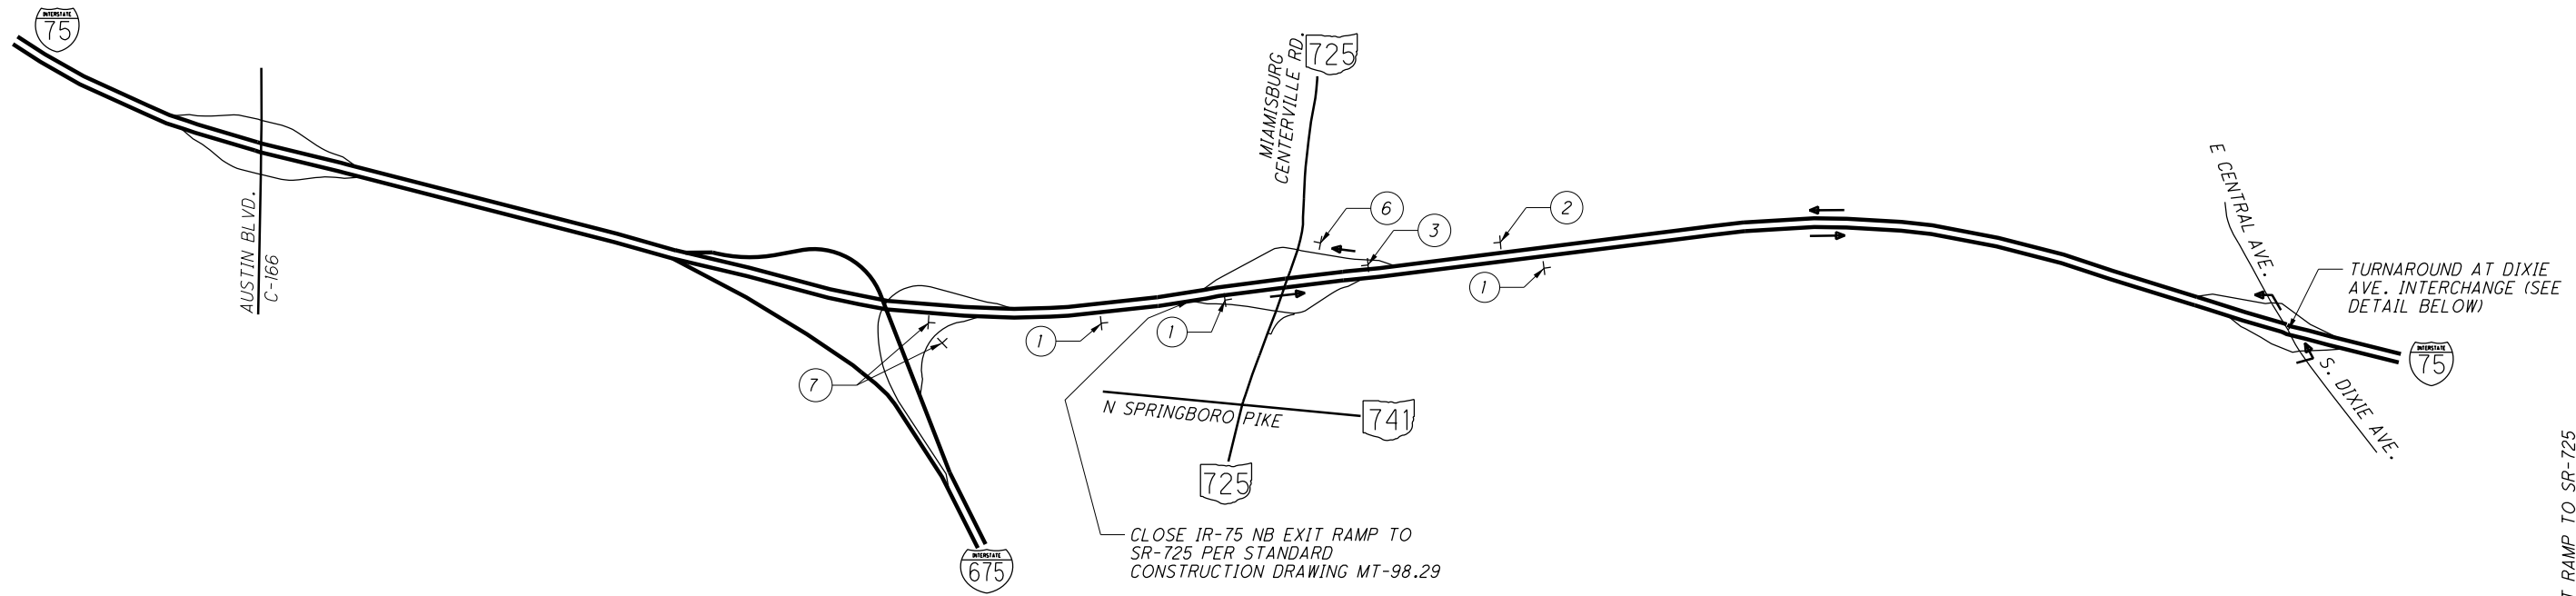 INTERSTATE
75
AUSTIN BLVD.
C-166
MIAMISBURG
CENTERVILLE RD.
725
6
3
2
1
1
1
7
N SPRINGBORO PIKE
741
725
INTERSTATE
675
CLOSE IR-75 NB EXIT RAMP TO
SR-725 PER STANDARD
CONSTRUCTION DRAWING MT-98.29
E CENTRAL AVE.
TURNAROUND AT DIXIE
AVE. INTERCHANGE (SEE
DETAIL BELOW)
INTERSTATE
75
S. DIXIE AVE.
T RAMP TO SR-725